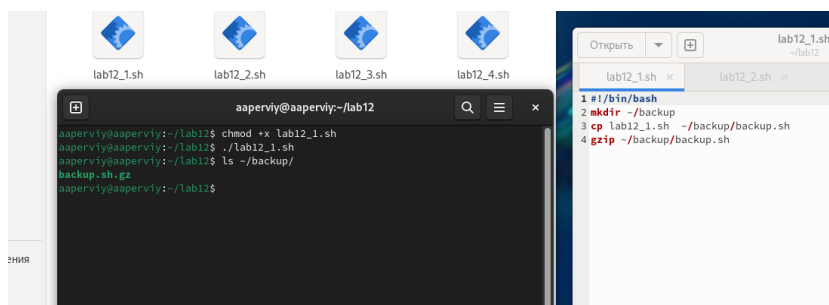 lab12_1.sh
lab12_2.sh
lab12_3.sh
lab12_4.sh
aaperviy@aaperviy:~/lab12
aaperviy@aaperviy:~/lab12$ chmod +x lab12_1.sh
aaperviy@aaperviy:~/lab12$ ./lab12_1.sh
aaperviy@aaperviy:~/lab12$ ls ~/backup/
backup.sh.gz
aaperviy@aaperviy:~/lab12$
ения
Открыть
lab12_1.sh
~/lab12
lab12_1.sh ×
lab12_2.sh ×
1 #!/bin/bash
2 mkdir ~/backup
3 cp lab12_1.sh ~/backup/backup.sh
4 gzip ~/backup/backup.sh